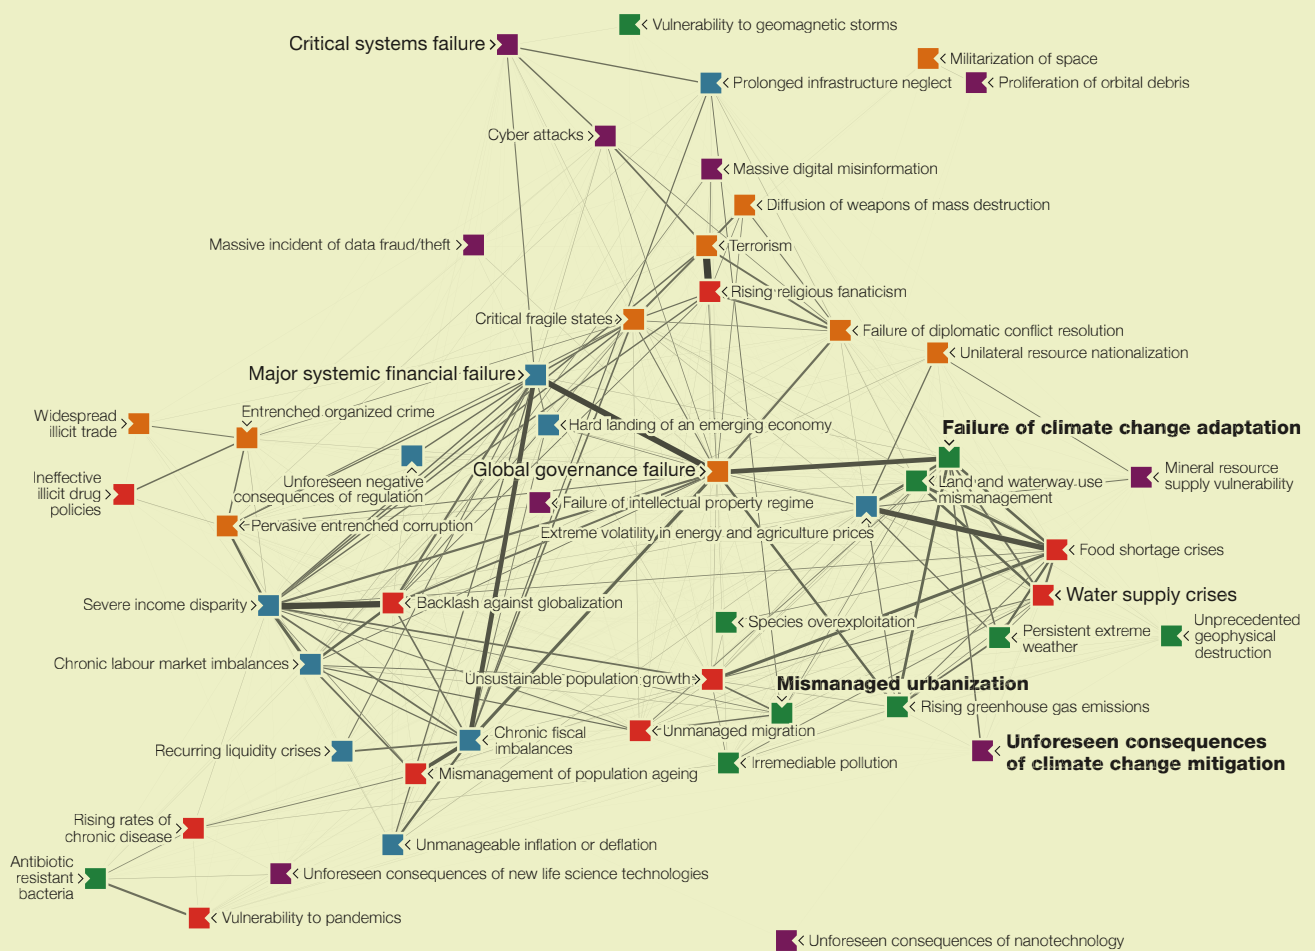 Vulnerability to geomagnetic storms
Critical systems failure
Militarization of space
Prolonged infrastructure neglect
Proliferation of orbital debris
Cyber attacks
Massive digital misinformation
Diffusion of weapons of mass destruction
Massive incident of data fraud/theft
Terrorism
Rising religious fanaticism
Critical fragile states
Failure of diplomatic conflict resolution
Unilateral resource nationalization
Major systemic financial failure
Widespread
illicit trade
Entrenched organized crime
Hard landing of an emerging economy
Failure of climate change adaptation
Ineffective
illicit drug
policies
Unforeseen negative
consequences of regulation
Global governance failure
Land and waterway use
mismanagement
Mineral resource
supply vulnerability
Failure of intellectual property regime
Pervasive entrenched corruption
Extreme volatility in energy and agriculture prices
Food shortage crises
Severe income disparity
Backlash against globalization
Water supply crises
Species overexploitation
Persistent extreme
weather
Unprecedented
geophysical
destruction
Chronic labour market imbalances
Unsustainable population growth
Mismanaged urbanization
Rising greenhouse gas emissions
Unmanaged migration
Chronic fiscal
imbalances
Recurring liquidity crises
Unforeseen consequences
of climate change mitigation
Irremediable pollution
Mismanagement of population ageing
Rising rates of
chronic disease
Unmanageable inflation or deflation
Antibiotic
resistant
bacteria
Unforeseen consequences of new life science technologies
Vulnerability to pandemics
Unforeseen consequences of nanotechnology